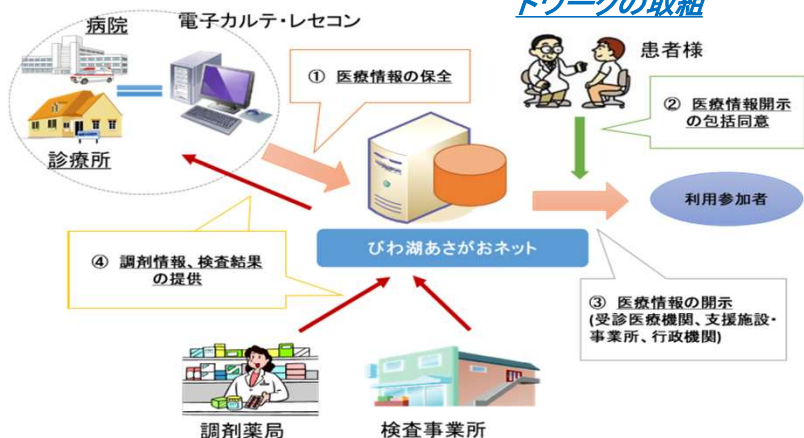 トワークの取組
病院
電子カルテ・レセコン
患者様
① 医療情報の保全
② 医療情報開示
の包括同意
診療所
利用参加者
びわ湖あさがおネット
④ 調剤情報、検査結果
の提供
③ 医療情報の開示
(受診医療機関、支援施設・
事業所、行政機関)
調剤薬局
検査事業所